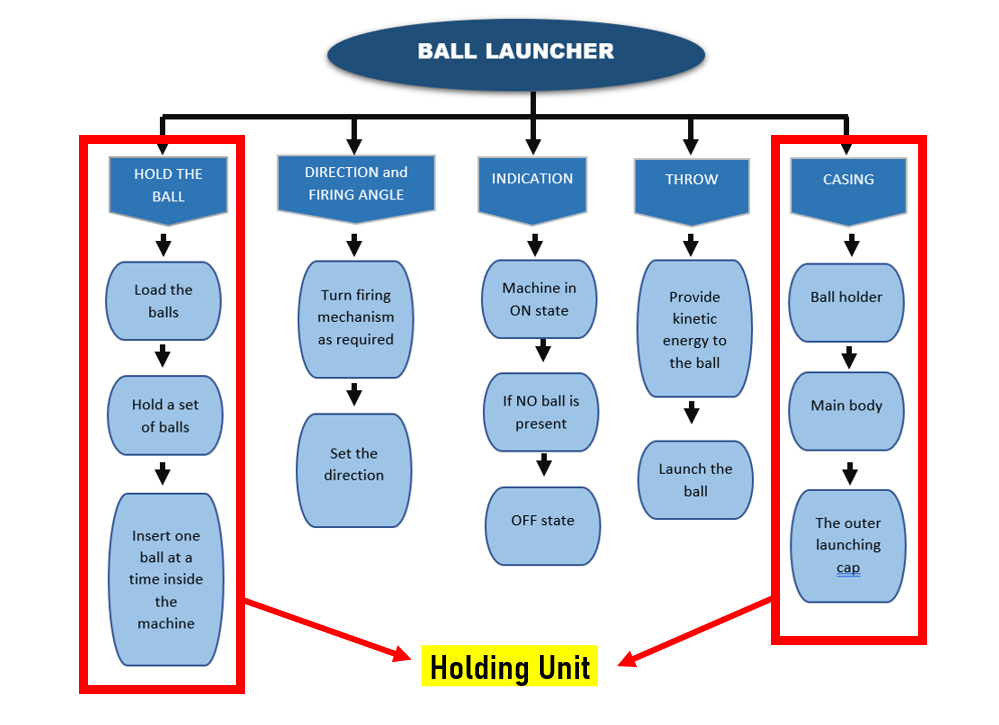 BALL LAUNCHER
HOLD THE
BALL
Load the
balls
Hold a set
of balls
Insert one
ball at a
time inside
the
machine
DIRECTION and
FIRING ANGLE
Turn firing
mechanism
as required
Set the
direction
INDICATION
Machine in
ON state
If NO ball is
present
OFF state
THROW
Provide
kinetic
energy to
the ball
Launch the
ball
CASING
Ball holder
Main body
The outer
launching
cap
Holding Unit